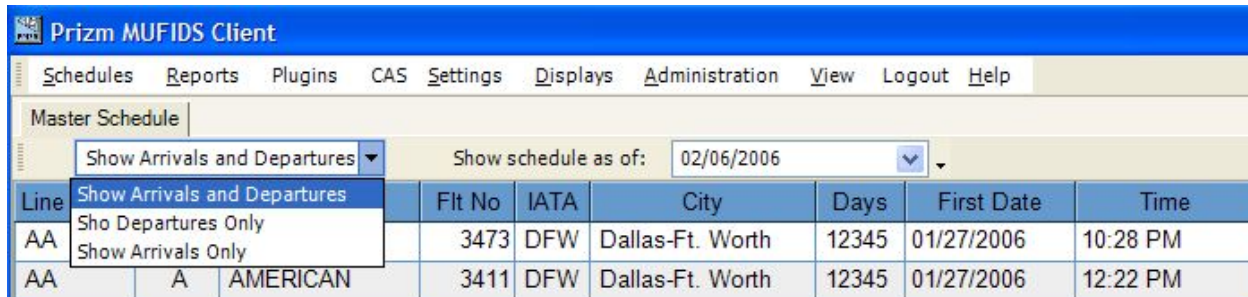 Prizm MUFIDS Client
Schedules Reports Plugins CAS Settings Displays Administration View Logout Help
Master Schedule
Show Arrivals and Departures Show schedule as of: 02/06/2006
Show Arrivals and Departures
Sho Departures Only
Show Arrivals Only
Line Flt No IATA City Days First Date Time
AA 3473 DFW Dallas-Ft. Worth 12345 01/27/2006 10:28 PM
AA A AMERICAN 3411 DFW Dallas-Ft. Worth 12345 01/27/2006 12:22 PM